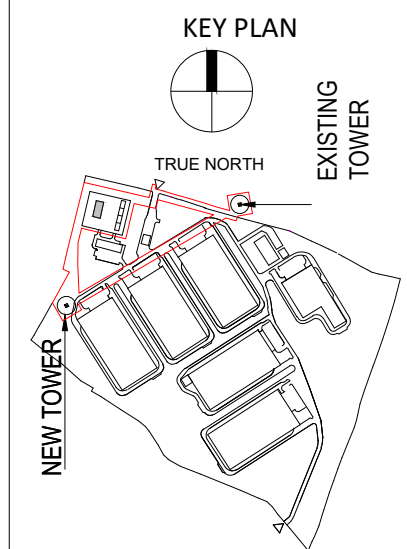 KEY PLAN
TRUE NORTH
EXISTING
TOWER
NEW TOWER